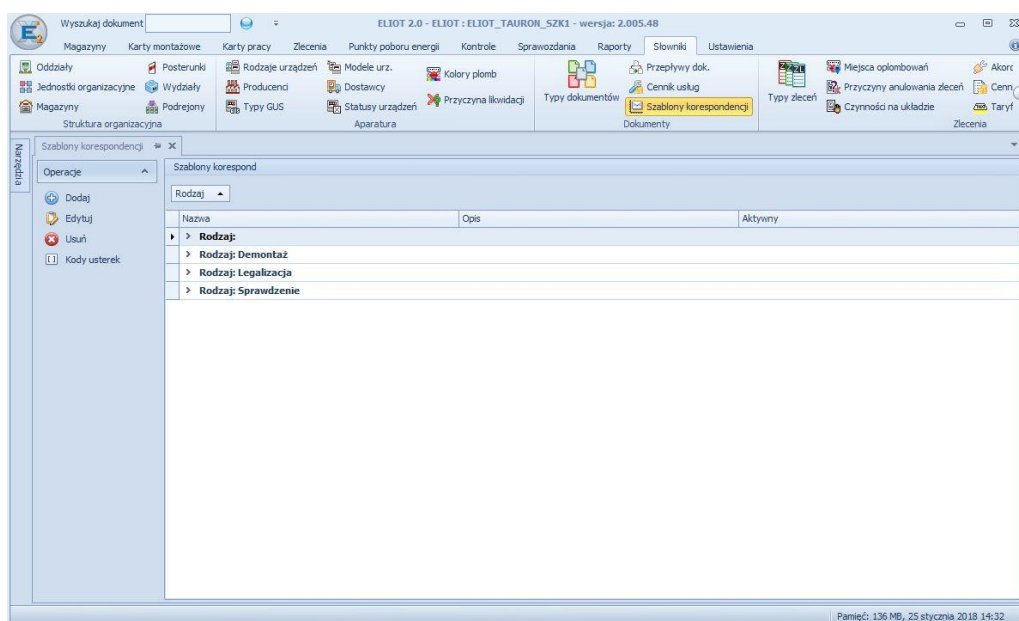 Wyszukaj dokument
ELIOT 2.0 - ELIOT : ELIOT_TAURON_SZK1 - wersja: 2.005.48
Magazyny Karty montażowe Karty pracy Zlecenia Punkty poboru energii Kontrole Sprawozdania Raporty Słowniki Ustawienia
Oddziały Posterunki Rodzaje urządzeń Modele urz. Kolory plomb Przepływy dok. Miejsca oplombowań Akorc
Jednostki organizacyjne Wydziały Producenci Dostawcy Przyczyna likwidacji Typy dokumentów Cennik usług Typy zleceń Przyczyny anulowania zleceń Cenn
Magazyny Podrejony Typy GUS Statusy urządzeń Szablony korespondencji Czynności na układzie Taryf
Struktura organizacyjna Aparatura Dokumenty Zlecenia
Narzędzia
Szablony korespondencji
Operacje
Dodaj
Edytuj
Usuń
Kody usterek
Szablony korespond
Rodzaj
Nazwa Opis Aktywny
Rodzaj:
Rodzaj: Demontaż
Rodzaj: Legalizacja
Rodzaj: Sprawdzenie
Pamięć: 136 MB, 25 stycznia 2018 14:32